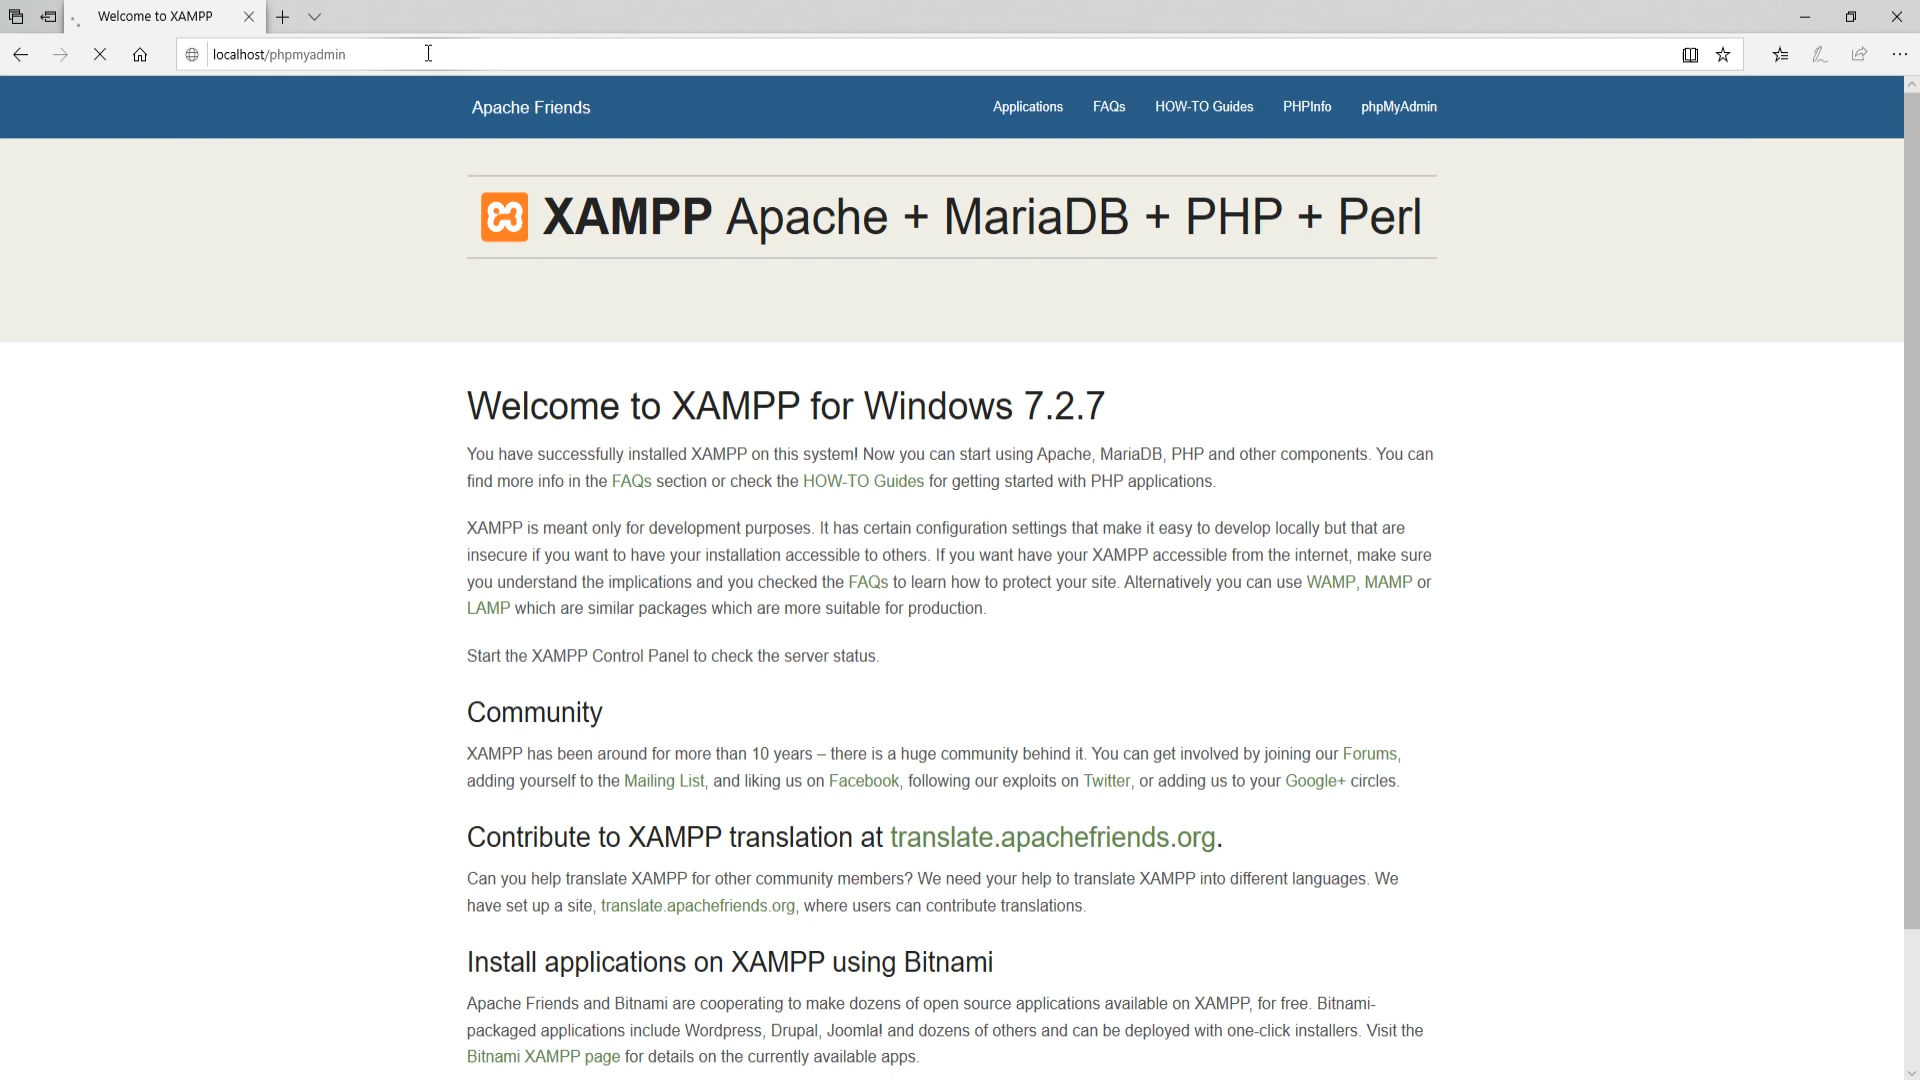 Welcome to XAMPP
localhost/phpmyadmin
Apache Friends
Applications FAQs HOW-TO Guides PHPInfo phpMyAdmin
XAMPP Apache + MariaDB + PHP + Perl
Welcome to XAMPP for Windows 7.2.7
You have successfully installed XAMPP on this system! Now you can start using Apache, MariaDB, PHP and other components. You can
find more info in the FAQs section or check the HOW-TO Guides for getting started with PHP applications.
XAMPP is meant only for development purposes. It has certain configuration settings that make it easy to develop locally but that are
insecure if you want to have your installation accessible to others. If you want have your XAMPP accessible from the internet, make sure
you understand the implications and you checked the FAQs to learn how to protect your site. Alternatively you can use WAMP, MAMP or
LAMP which are similar packages which are more suitable for production.
Start the XAMPP Control Panel to check the server status.
Community
XAMPP has been around for more than 10 years – there is a huge community behind it. You can get involved by joining our Forums,
adding yourself to the Mailing List, and liking us on Facebook, following our exploits on Twitter, or adding us to your Google+ circles.
Contribute to XAMPP translation at translate.apachefriends.org.
Can you help translate XAMPP for other community members? We need your help to translate XAMPP into different languages. We
have set up a site, translate.apachefriends.org, where users can contribute translations.
Install applications on XAMPP using Bitnami
Apache Friends and Bitnami are cooperating to make dozens of open source applications available on XAMPP, for free. Bitnami-
packaged applications include Wordpress, Drupal, Joomla! and dozens of others and can be deployed with one-click installers. Visit the
Bitnami XAMPP page for details on the currently available apps.